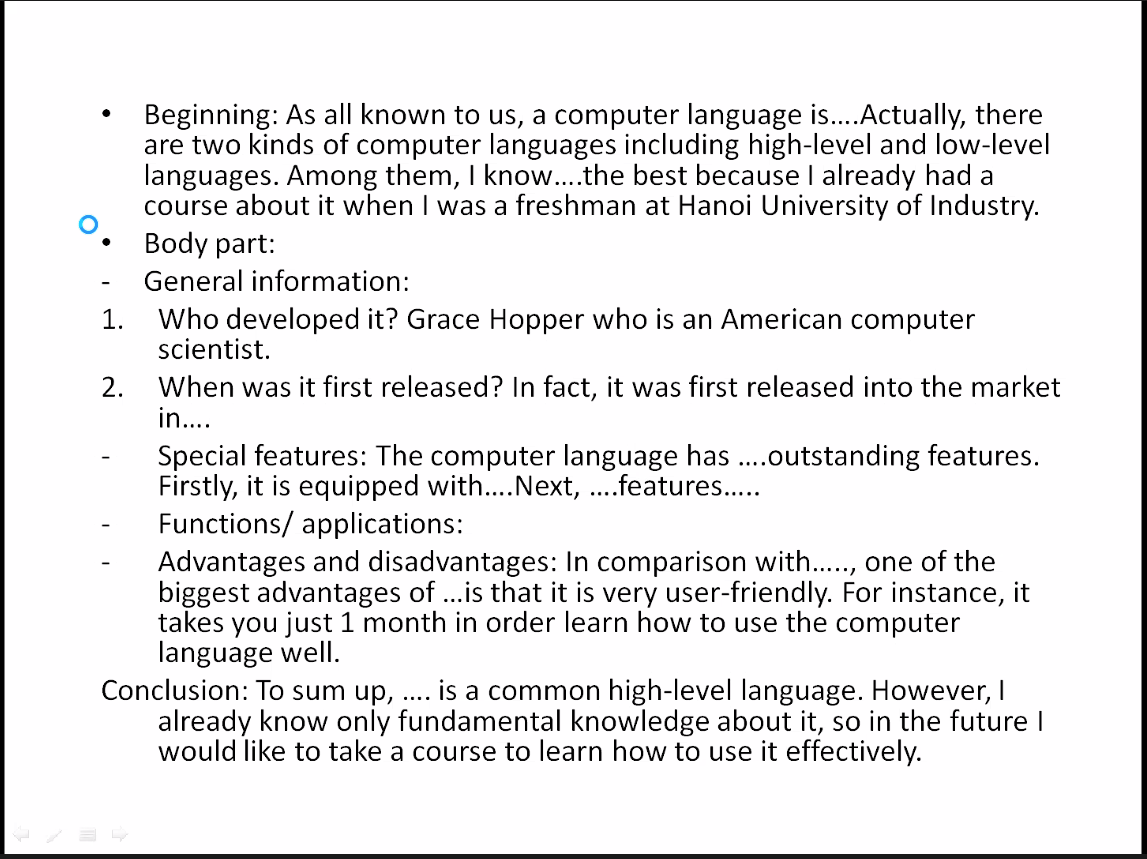 • Beginning: As all known to us, a computer language is....Actually, there
are two kinds of computer languages including high-level and low-level
languages. Among them, I know....the best because I already had a
course about it when I was a freshman at Hanoi University of Industry.
• Body part:
- General information:
1. Who developed it? Grace Hopper who is an American computer
scientist.
2. When was it first released? In fact, it was first released into the market
in....
- Special features: The computer language has ....outstanding features.
Firstly, it is equipped with....Next, ....features.....
- Functions/ applications:
- Advantages and disadvantages: In comparison with....., one of the
biggest advantages of ...is that it is very user-friendly. For instance, it
takes you just 1 month in order learn how to use the computer
language well.
Conclusion: To sum up, .... is a common high-level language. However, I
already know only fundamental knowledge about it, so in the future I
would like to take a course to learn how to use it effectively.